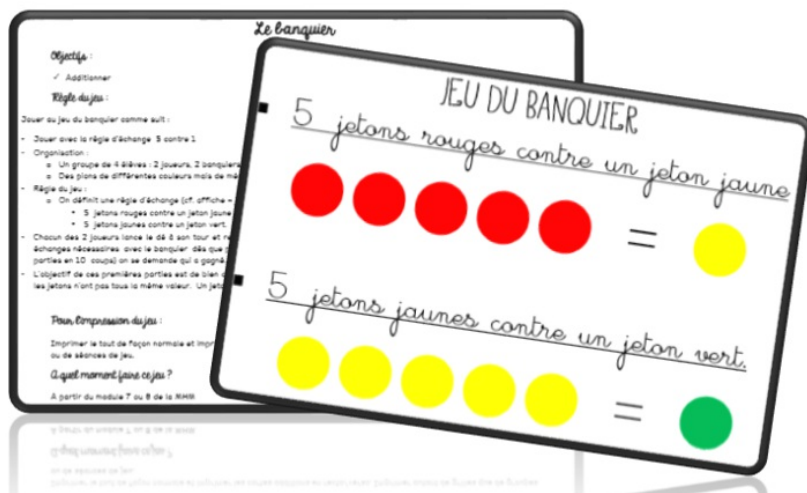 Le banquier
Objectifs :
✓ Additionner
Règle du jeu :
Jouer au jeu du banquier comme suit :
- Jouer avec la règle d'échange 5 contre 1
- Organisation :
o Un groupe de 4 élèves : 2 joueurs, 2 banquiers
o Des pions de différentes couleurs mais de
- Règle du jeu :
o On définit une règle d'échange (cf. affiche –
• 5 jetons rouges contre un jeton jaune
• 5 jetons jaunes contre un jeton vert.
- Chacun des 2 joueurs lance le dé à son tour et
échanges nécessaires avec le banquier dès que
parties en 10 coups) on se demande qui a gagné.
- L'objectif de ces premières parties est de bien
les jetons n'ont pas tous la même valeur. Un
Pour l'impression du jeu :
Imprimer le tout de façon normale et
ou de séances de jeu.
A quel moment faire ce jeu ?
A partir du module 7 ou 8 de la MHM
JEU DU BANQUIER
5 jetons rouges contre un jeton jaune
=
5 jetons jaunes contre un jeton vert.
=